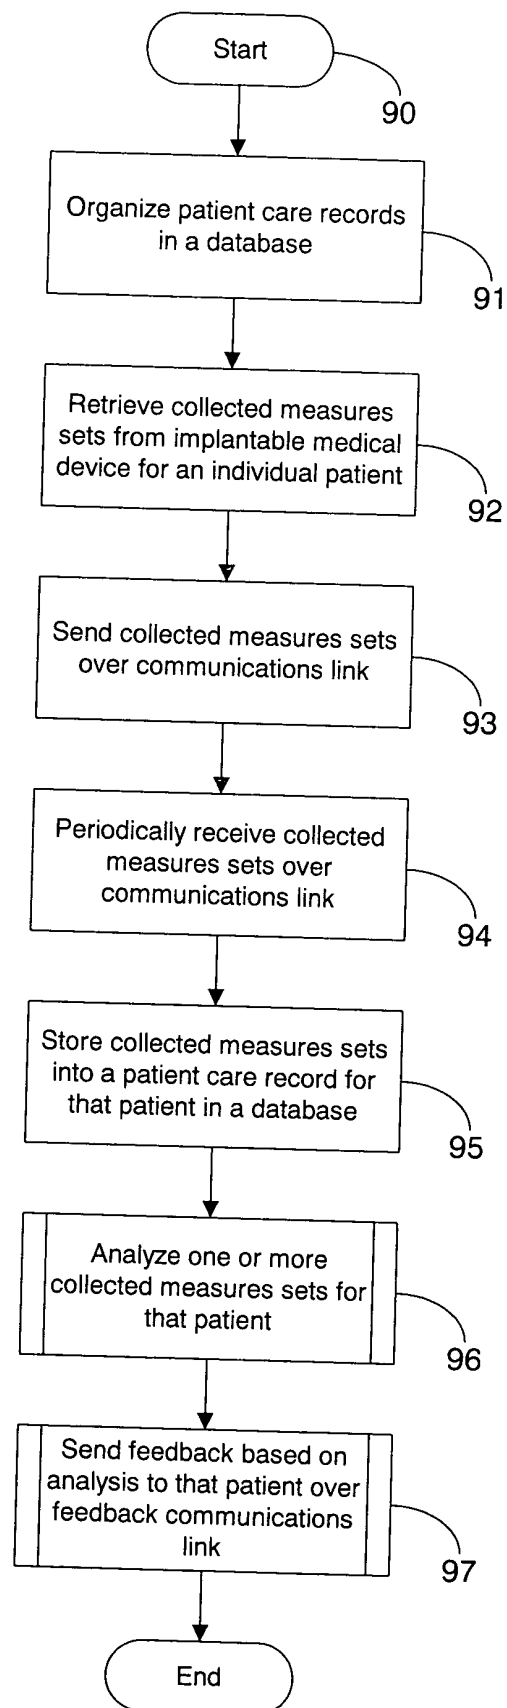 Start
90
Organize patient care records
in a database
91
Retrieve collected measures
sets from implantable medical
device for an individual patient
92
Send collected measures sets
over communications link
93
Periodically receive collected
measures sets over
communications link
94
Store collected measures sets
into a patient care record for
that patient in a database
95
Analyze one or more
collected measures sets for
that patient
96
Send feedback based on
analysis to that patient over
feedback communications
link
97
End